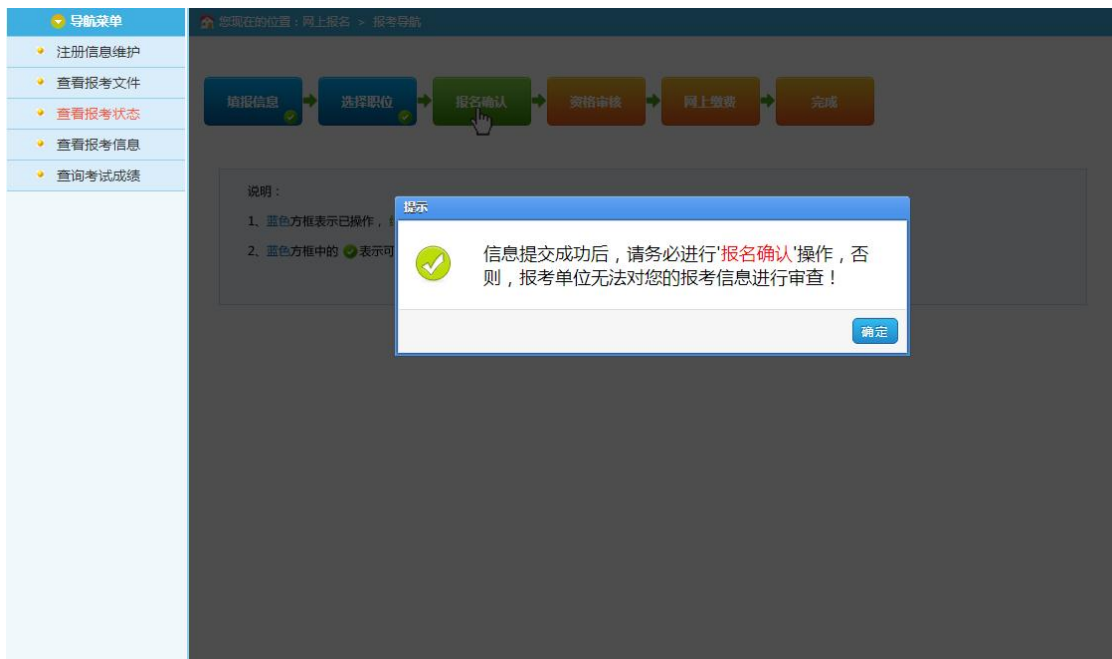 导航菜单
您现在的位置：网上报名 > 报考导航
注册信息维护
查看报考文件
查看报考状态
查看报考信息
查询考试成绩
填报信息
选择职位
报名确认
资格审核
网上缴费
完成
说明：
1、蓝色方框表示已操作，
2、蓝色方框中的 表示可
提示
信息提交成功后，请务必进行'报名确认'操作，否
则，报考单位无法对您的报考信息进行审查！
确定